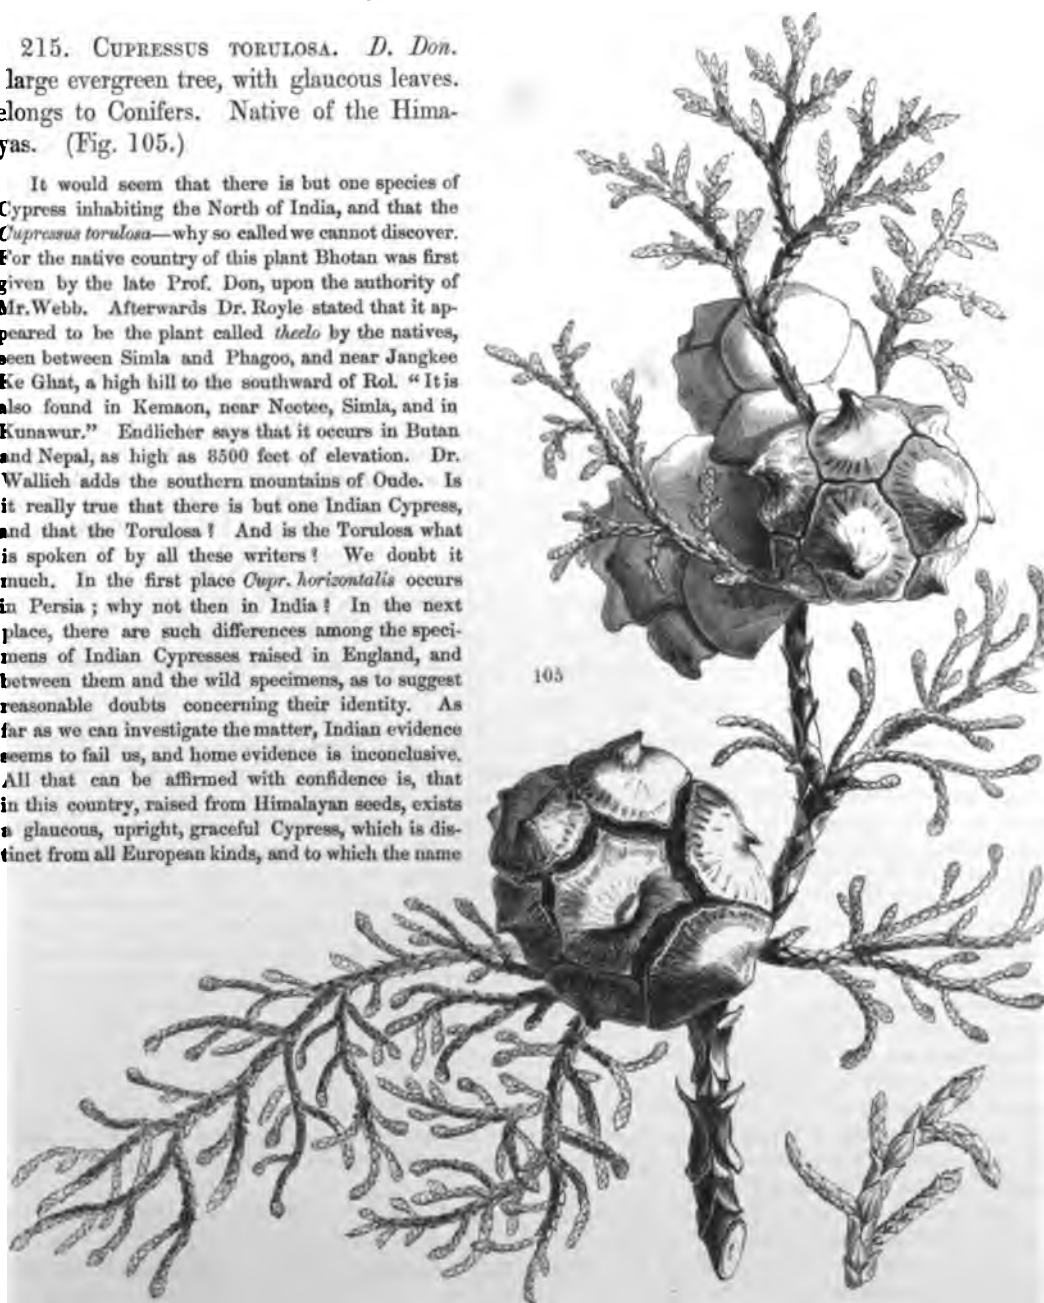 215. CUPRESSUS TORULOSA. D. Don.
large evergreen tree, with glaucous leaves.
elongs to Conifers. Native of the Hima-
yas. (Fig. 105.)
It would seem that there is but one species of
Cypress inhabiting the North of India, and that the
Cupressus torulosa—why so called we cannot discover.
For the native country of this plant Bhotan was first
given by the late Prof. Don, upon the authority of
Mr. Webb. Afterwards Dr. Royle stated that it ap-
peared to be the plant called theelo by the natives,
seen between Simla and Phagoo, and near Jangkee
Ke Ghat, a high hill to the southward of Rol. “It is
also found in Kemaon, near Neetee, Simla, and in
Kunawur.” Endlicher says that it occurs in Butan
and Nepal, as high as 8500 feet of elevation. Dr.
Wallich adds the southern mountains of Oude. Is
it really true that there is but one Indian Cypress,
and that the Torulosa? And is the Torulosa what
is spoken of by all these writers? We doubt it
much. In the first place Cupr. horizontalis occurs
in Persia; why not then in India? In the next
place, there are such differences among the speci-
mens of Indian Cypresses raised in England, and
between them and the wild specimens, as to suggest
reasonable doubts concerning their identity. As
far as we can investigate the matter, Indian evidence
seems to fail us, and home evidence is inconclusive.
All that can be affirmed with confidence is, that
in this country, raised from Himalayan seeds, exists
a glaucous, upright, graceful Cypress, which is dis-
tinct from all European kinds, and to which the name
105